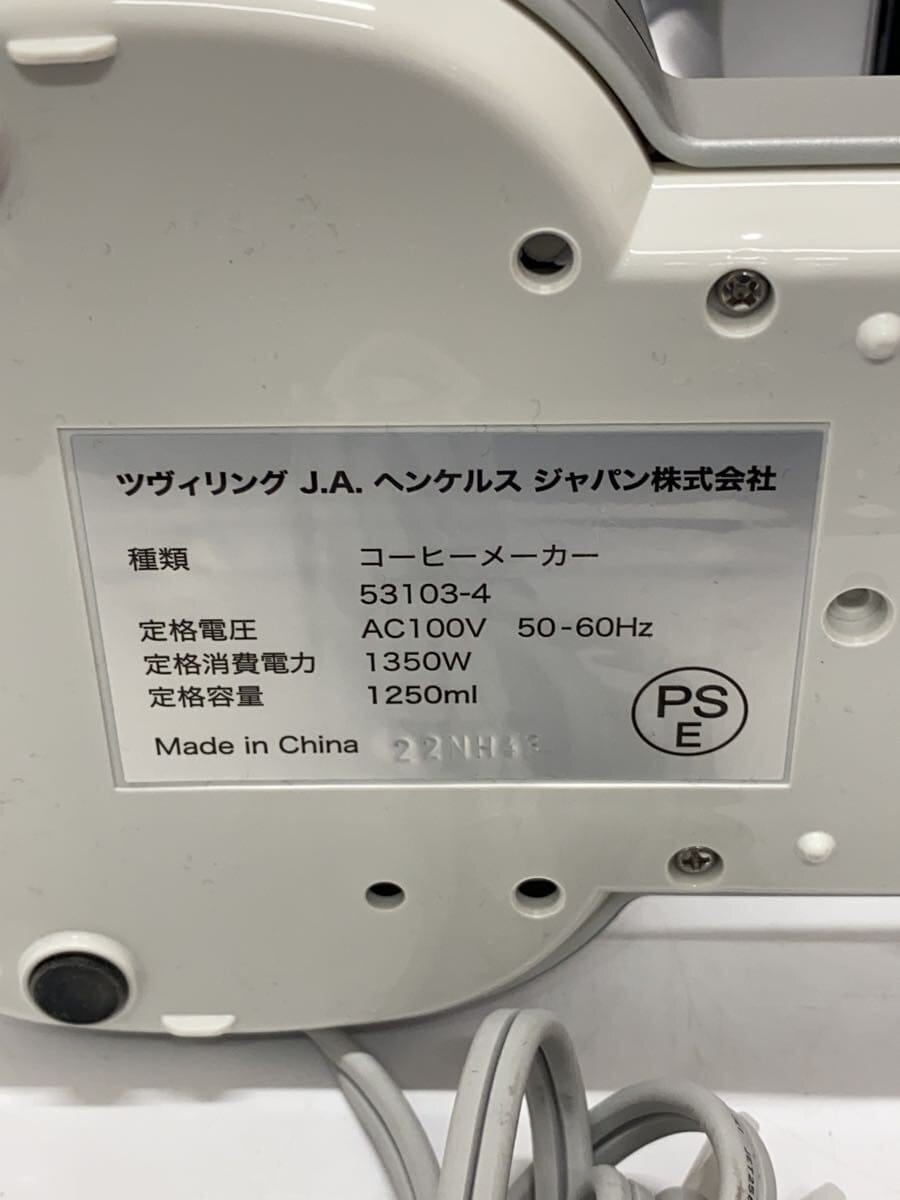 ツヴィリング J.A. ヘンケルス ジャパン株式会社
種類 コーヒーメーカー
53103-4
定格電圧 AC100V 50-60Hz
定格消費電力 1350W
定格容量 1250ml
PS
E
Made in China